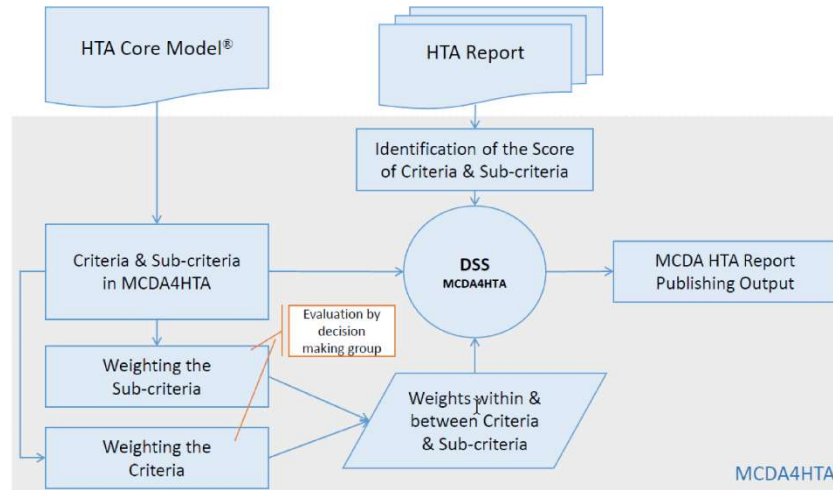 HTA Core Model®
HTA Report
Identification of the Score
of Criteria & Sub-criteria
Criteria & Sub-criteria
in MCDA4HTA
DSS
MCDA4HTA
MCDA HTA Report
Publishing Output
Evaluation by
decision
making group
Weighting the
Sub-criteria
Weights within &
between Criteria
& Sub-criteria
Weighting the
Criteria
MCDA4HTA